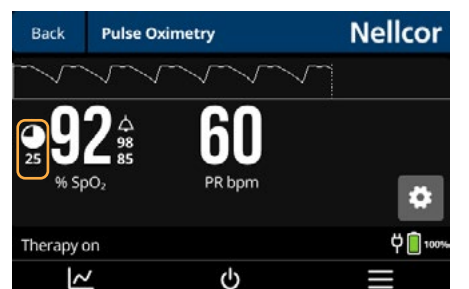 Back Pulse Oximetry Nellcor
25 92 98 85 60
% SpO₂ PR bpm
Therapy on 100%